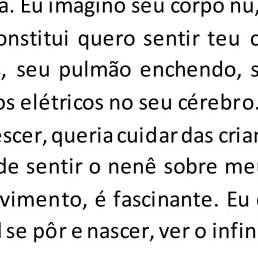 a. Eu imagino seu corpo nu,
onstitui quero sentir teu
, seu pulmão enchendo, s
os elétricos no seu cérebro.
escer, queria cuidar das crian
de sentir o nenê sobre me
vimento, é fascinante. Eu
se pôr e nascer, ver o infin